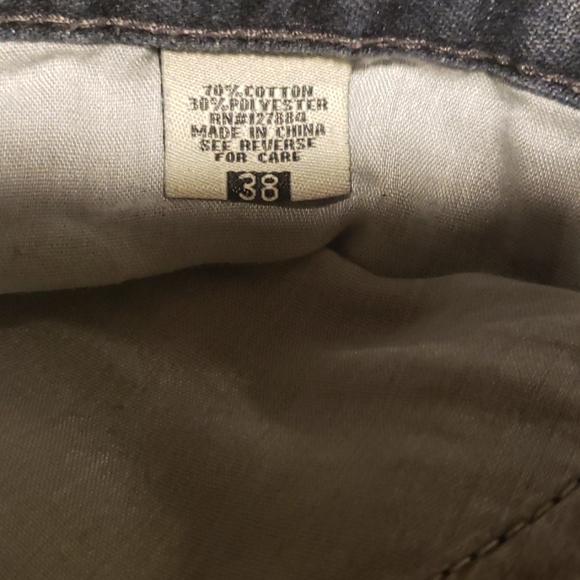 70% COTTON
30% POLYESTER
RN#127884
MADE IN CHINA
SEE REVERSE
FOR CARE
38